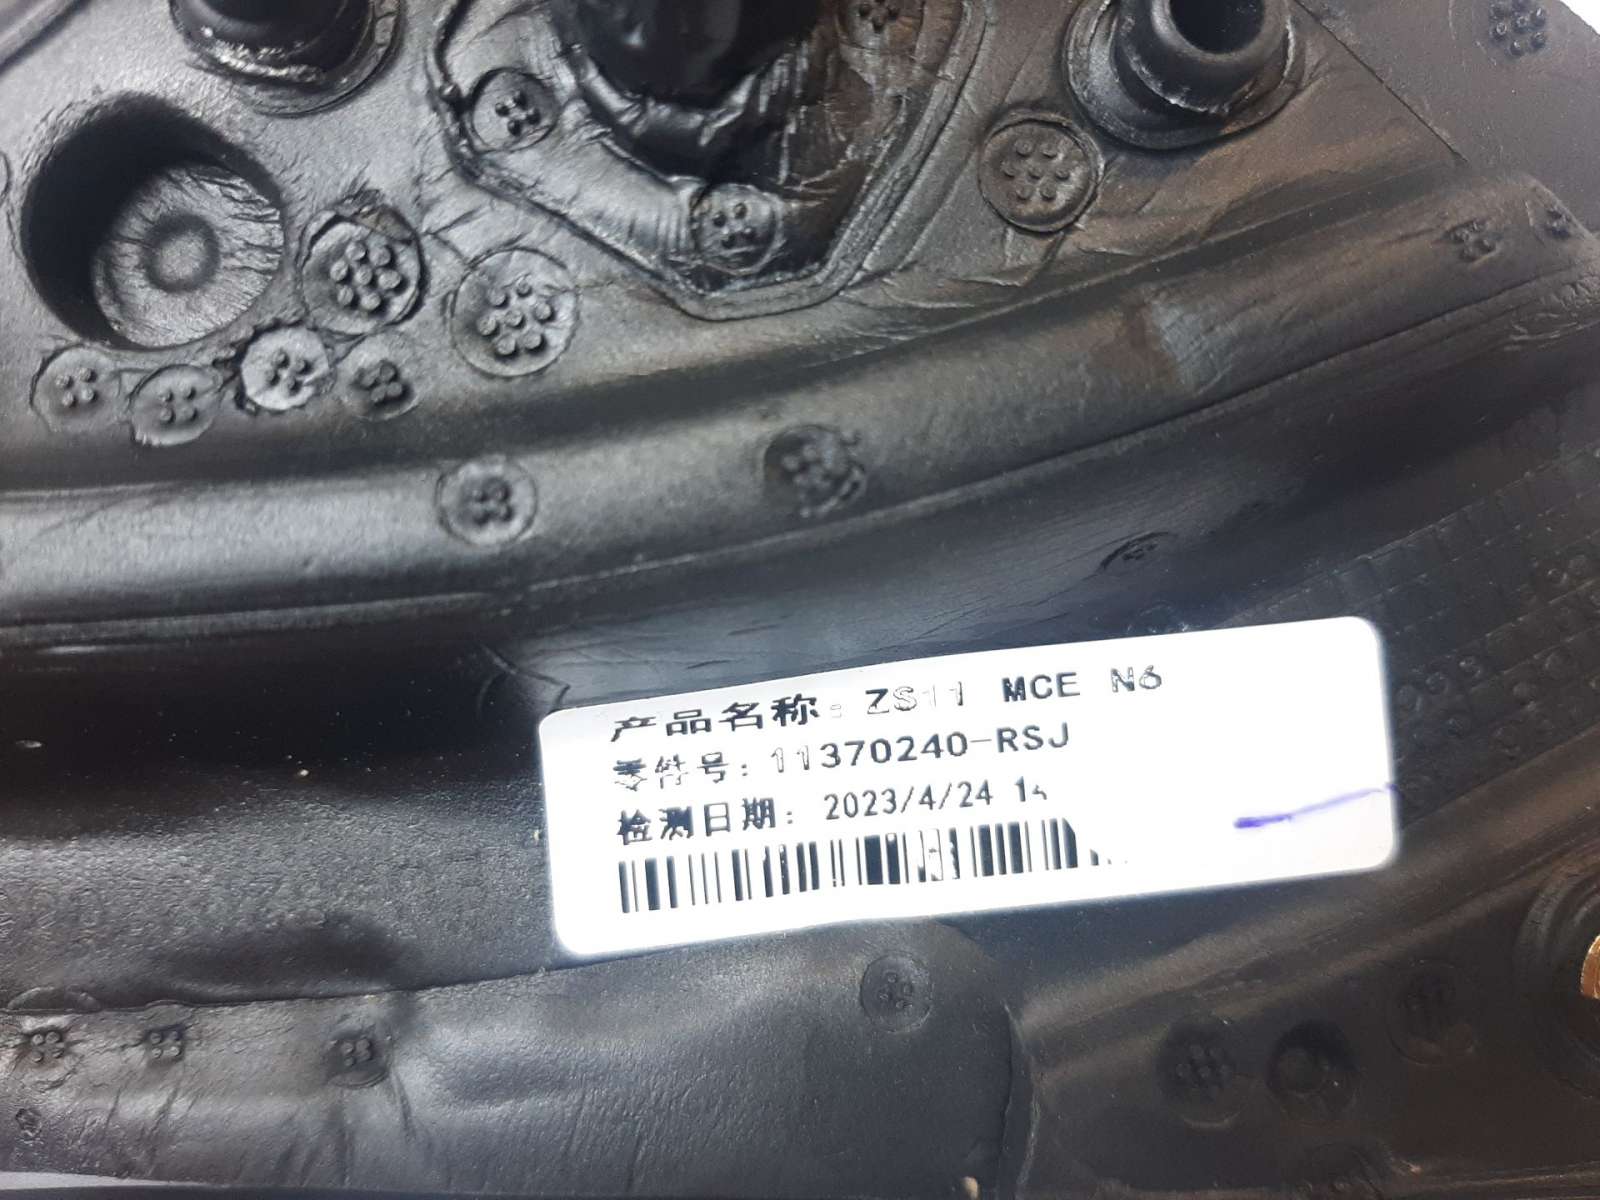 产品名称: ZS11 MCE N6
零件号: 11370240-RSJ
检测日期: 2023/4/24 14